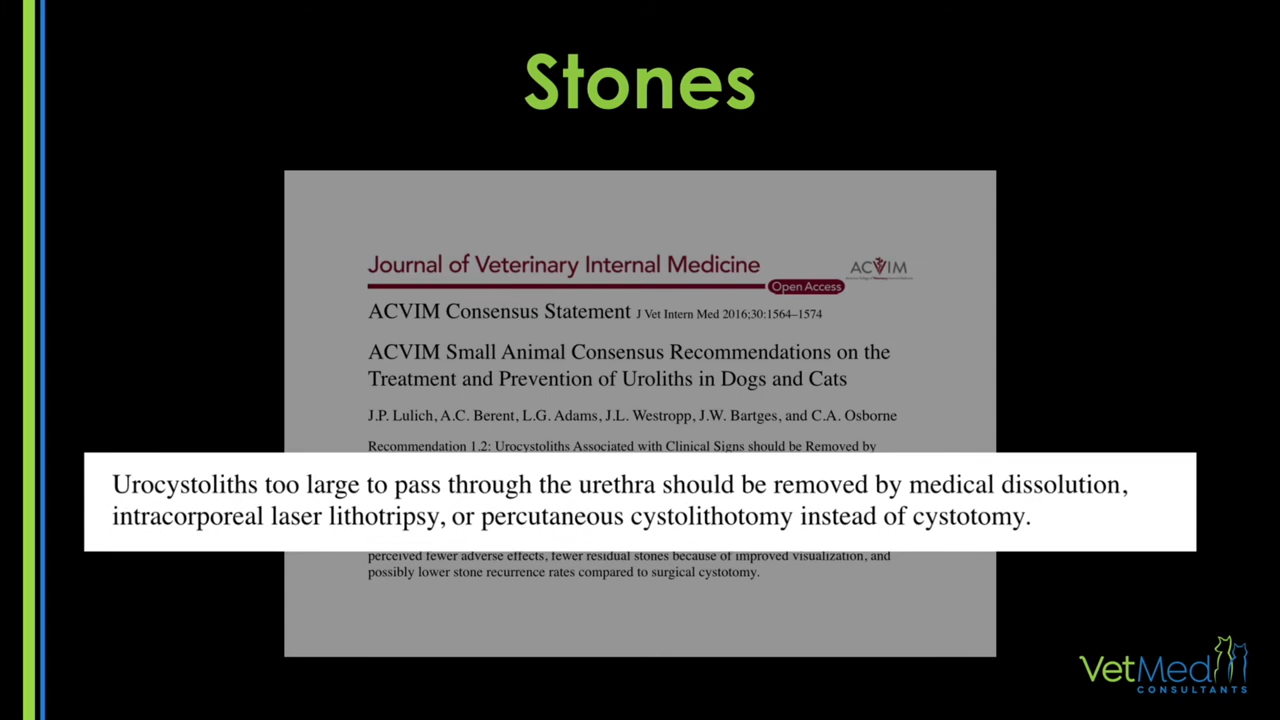 Stones
Journal of Veterinary Internal Medicine
ACVIM
Open Access
ACVIM Consensus Statement J Vet Intern Med 2016;30:1564–1574
ACVIM Small Animal Consensus Recommendations on the
Treatment and Prevention of Uroliths in Dogs and Cats
J.P. Lulich, A.C. Berent, L.G. Adams, J.L. Westropp, J.W. Bartges, and C.A. Osborne
Recommendation 1.2: Urocystoliths Associated with Clinical Signs should be Removed by
Urocystoliths too large to pass through the urethra should be removed by medical dissolution,
intracorporeal laser lithotripsy, or percutaneous cystolithotomy instead of cystotomy.
perceived fewer adverse effects, fewer residual stones because of improved visualization, and
possibly lower stone recurrence rates compared to surgical cystotomy.
VetMed
CONSULTANTS